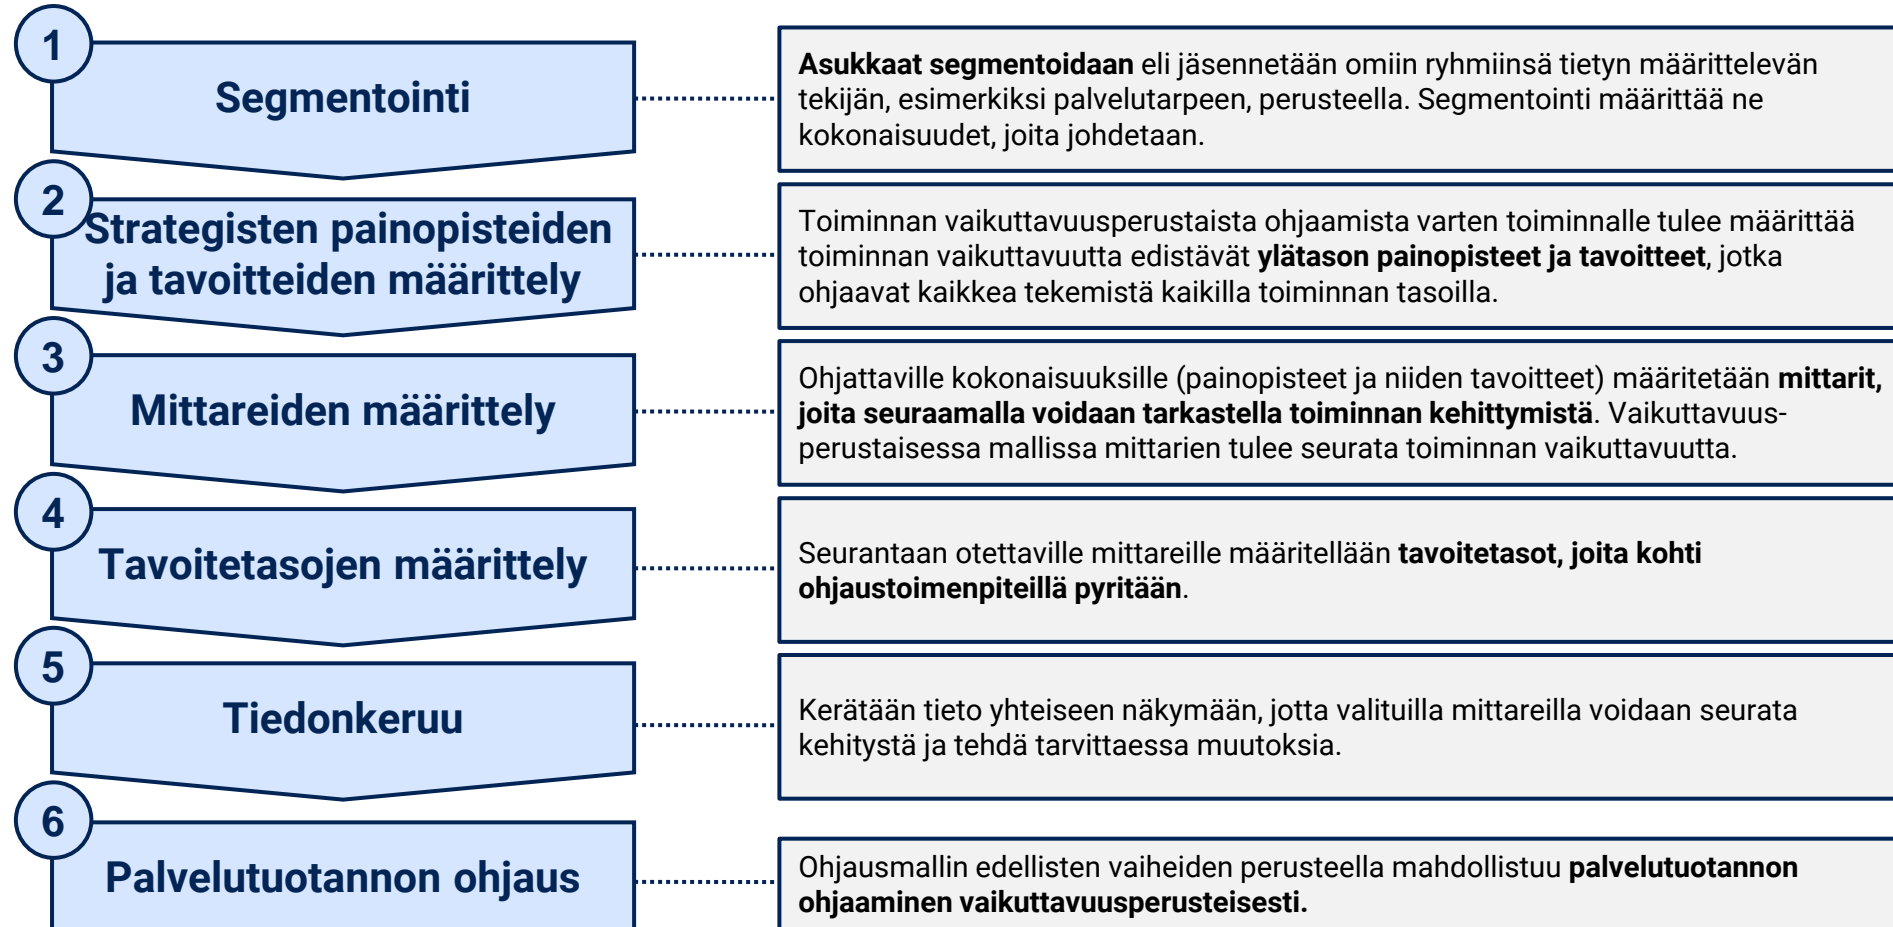 1
Segmentointi
Asukkaat segmentoidaan eli jäsennetään omiin ryhmiinsä tietyn määrittelevän
tekijän, esimerkiksi palvelutarpeen, perusteella. Segmentointi määrittää ne
kokonaisuudet, joita johdetaan.
2
Strategisten painopisteiden
ja tavoitteiden määrittely
Toiminnan vaikuttavuusperustaista ohjaamista varten toiminnalle tulee määrittää
toiminnan vaikuttavuutta edistävät ylätason painopisteet ja tavoitteet, jotka
ohjaavat kaikkea tekemistä kaikilla toiminnan tasoilla.
3
Mittareiden määrittely
Ohjattaville kokonaisuuksille (painopisteet ja niiden tavoitteet) määritetään mittarit,
joita seuraamalla voidaan tarkastella toiminnan kehittymistä. Vaikuttavuus-
perustaisessa mallissa mittarien tulee seurata toiminnan vaikuttavuutta.
4
Tavoitetasojen määrittely
Seurantaan otettaville mittareille määritellään tavoitetasot, joita kohti
ohjaustoimenpiteillä pyritään.
5
Tiedonkeruu
Kerätään tieto yhteiseen näkymään, jotta valituilla mittareilla voidaan seurata
kehitystä ja tehdä tarvittaessa muutoksia.
6
Palvelutuotannon ohjaus
Ohjausmallin edellisten vaiheiden perusteella mahdollistuu palvelutuotannon
ohjaaminen vaikuttavuusperusteisesti.